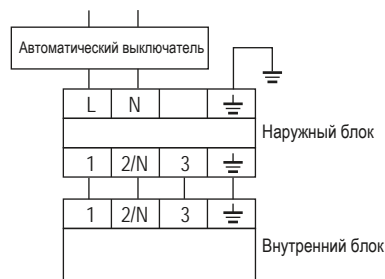 Автоматический выключатель
L N
Наружный блок
1 2/N 3
1 2/N 3
Внутренний блок